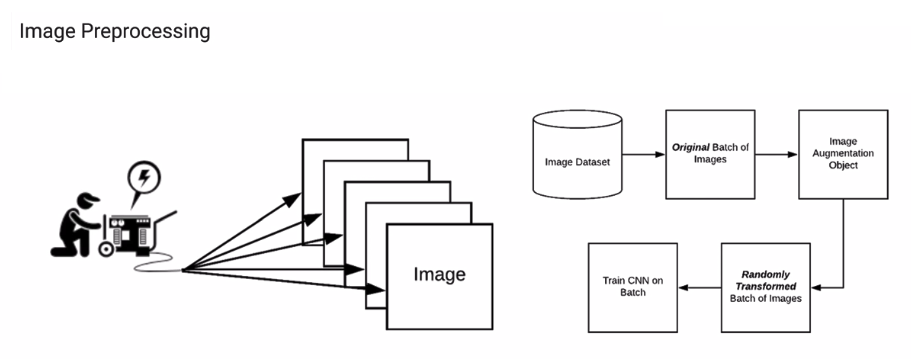 Image Preprocessing
Image
Image Dataset
Original Batch of
Images
Image
Augmentation
Object
Randomly
Transformed
Batch of Images
Train CNN on
Batch